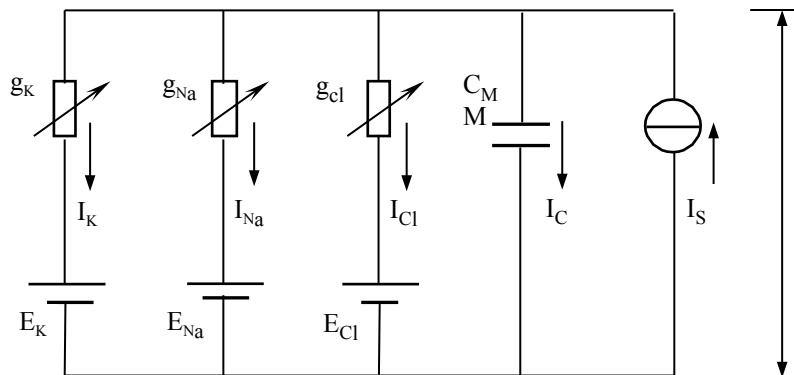 g_K
g_Na
g_cl
C_M
M
I_K
I_Na
I_Cl
I_C
I_S
E_K
E_Na
E_Cl